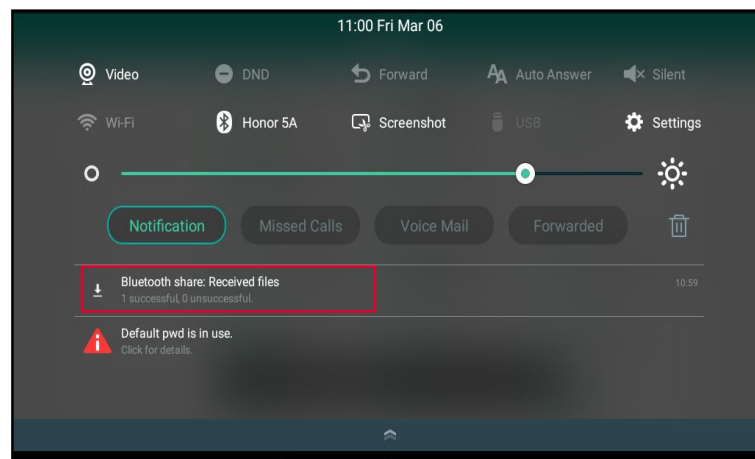 11:00 Fri Mar 06
Video DND Forward Auto Answer Silent
Wi-Fi Honor 5A Screenshot USB Settings
Notification Missed Calls Voice Mail Forwarded
Bluetooth share: Received files 10:59
1 successful, 0 unsuccessful.
Default pwd is in use.
Click for details.